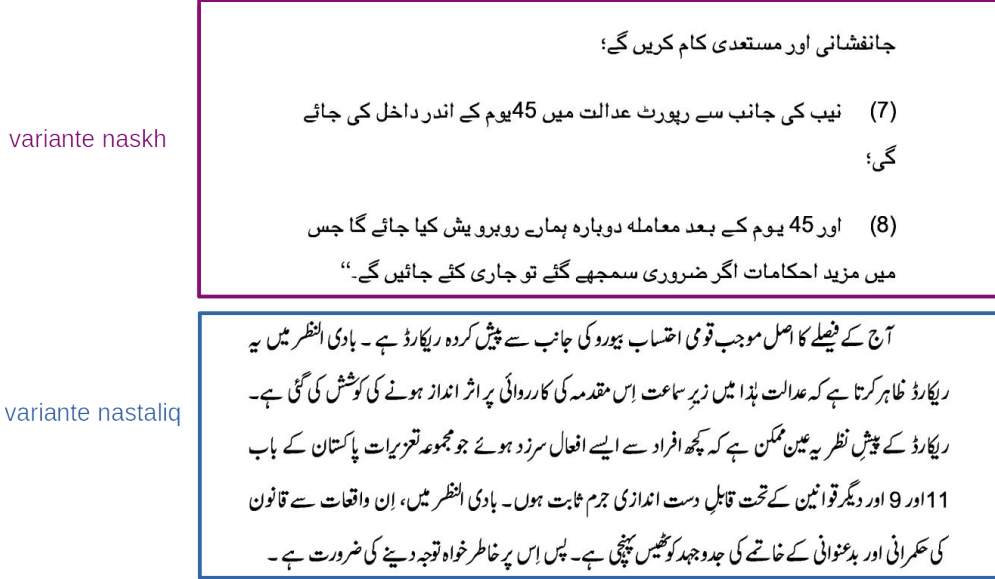 جانفشانی اور مستعدی کام کریں گے؛
(7) نیب کی جانب سے رپورٹ عدالت میں 45یوم کے اندر داخل کی جائے
گی؛
variante naskh
(8) اور 45 یوم کے بعد معاملہ دوبارہ ہمارے روبرو یش کیا جائے گا جس
میں مزید احکامات اگر ضروری سمجھے گئے تو جاری کئے جائیں گے۔‘‘
آج کے فیصلے کا اصل موجب قومی احتساب بیورو کی جانب سے پیش کردہ ریکارڈ ہے ۔ بادی النظر میں یہ
ریکارڈ ظاہر کرتا ہے کہ عدالت ہٰذا میں زیرِ سماعت اِس مقدمہ کی کارروائی پر اثر انداز ہونے کی کوشش کی گئی ہے۔
variante nastaliq
ریکارڈ کے پیشِ نظر یہ عین ممکن ہے کہ کچھ افراد سے ایسے افعال سرزد ہوئے جو مجموعہ تعزیرات پاکستان کے باب
11اور 9 اور دیگر قوانین کے تحت قابلِ دست اندازی جرم ثابت ہوں۔ بادی النظر میں، اِن واقعات سے قانون
کی حکمرانی اور بدعنوانی کے خاتمے کی جدوجہد کو ٹھیس پہنچی ہے۔ پس اِس پر خاطر خواہ توجہ دینے کی ضرورت ہے ۔